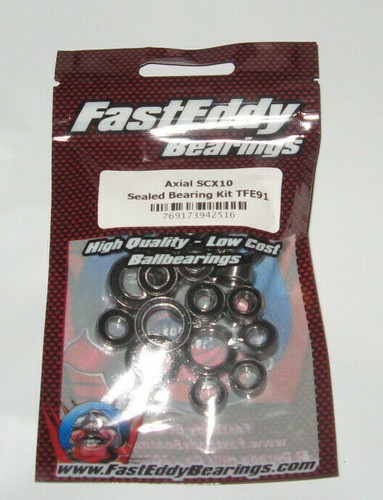 FastEddy
Bearings
Axial SCX10
Sealed Bearing Kit TFE91
769173942516
High Quality - Low Cost
Ballbearings
www.FastEddyBearings.com